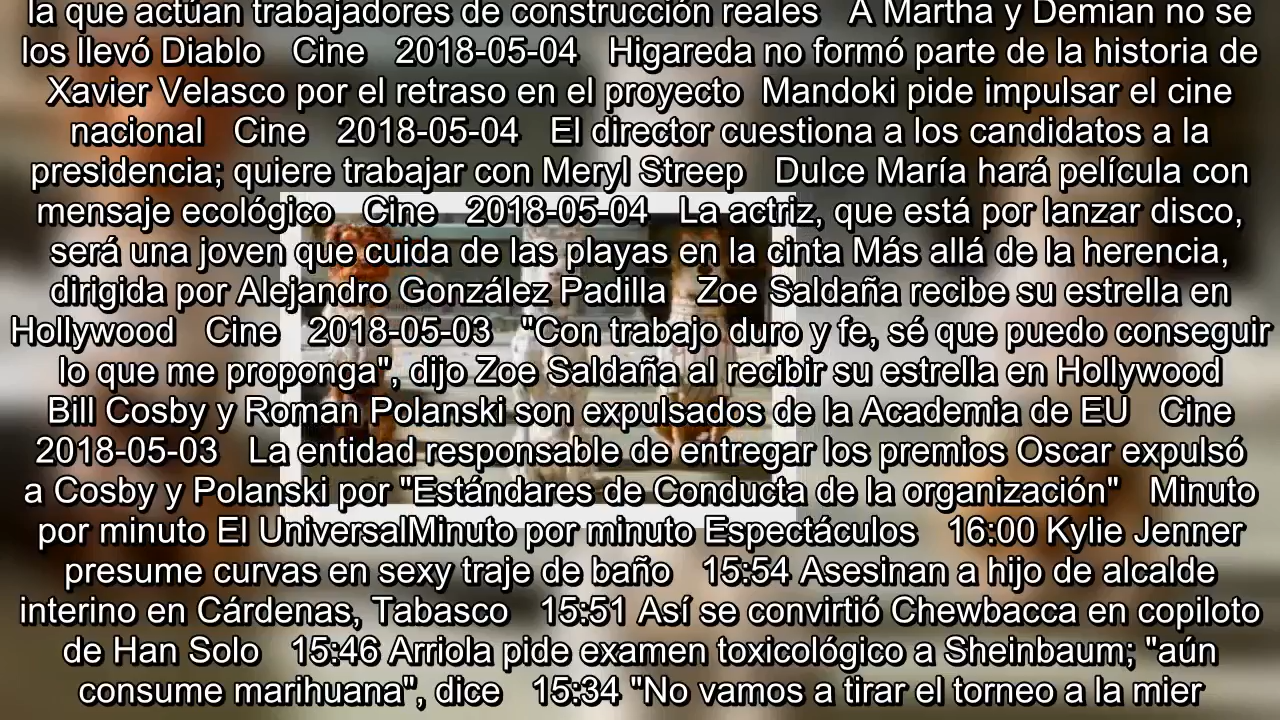 la que actúan trabajadores de construcción reales A Martha y Demián no se
los llevó Diablo Cine 2018-05-04 Higareda no formó parte de la historia de
Xavier Velasco por el retraso en el proyecto Mandoki pide impulsar el cine
nacional Cine 2018-05-04 El director cuestiona a los candidatos a la
presidencia; quiere trabajar con Meryl Streep Dulce María hará película con
mensaje ecológico Cine 2018-05-04 La actriz, que está por lanzar disco,
será una joven que cuida de las playas en la cinta Más allá de la herencia,
dirigida por Alejandro González Padilla Zoe Saldaña recibe su estrella en
Hollywood Cine 2018-05-03 "Con trabajo duro y fe, sé que puedo conseguir
lo que me proponga", dijo Zoe Saldaña al recibir su estrella en Hollywood
Bill Cosby y Roman Polanski son expulsados de la Academia de EU Cine
2018-05-03 La entidad responsable de entregar los premios Oscar expulsó
a Cosby y Polanski por "Estándares de Conducta de la organización" Minuto
por minuto El UniversalMinuto por minuto Espectáculos 16:00 Kylie Jenner
presume curvas en sexy traje de baño 15:54 Asesinan a hijo de alcalde
interino en Cárdenas, Tabasco 15:51 Así se convirtió Chewbacca en copiloto
de Han Solo 15:46 Arriola pide examen toxicológico a Sheinbaum; "aún
consume marihuana", dice 15:34 "No vamos a tirar el torneo a la mier